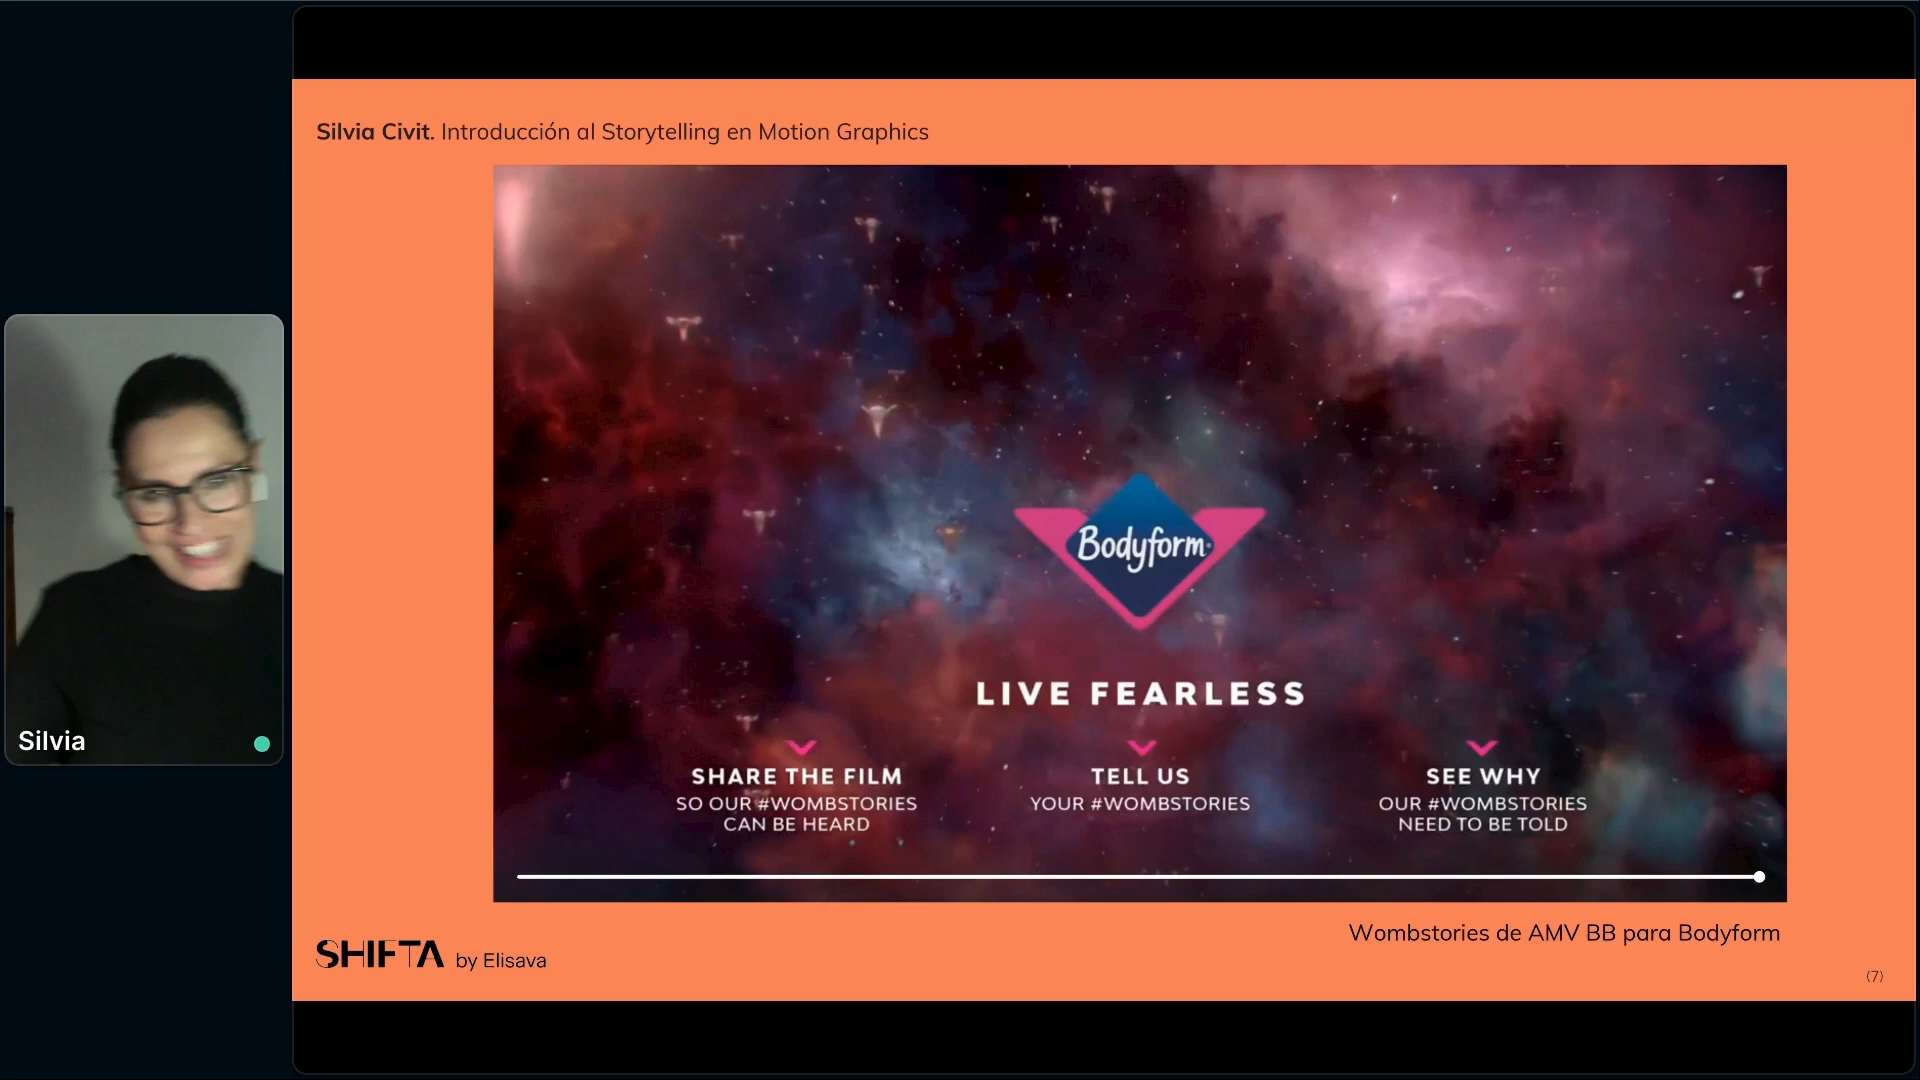 Silvia Civit. Introducción al Storytelling en Motion Graphics
Bodyform
LIVE FEARLESS
SHARE THE FILM
SO OUR #WOMBSTORIES
CAN BE HEARD
TELL US
YOUR #WOMBSTORIES
SEE WHY
OUR #WOMBSTORIES
NEED TO BE TOLD
Silvia
Wombstories de AMV BB para Bodyform
SHIFTA by Elisava
(7)